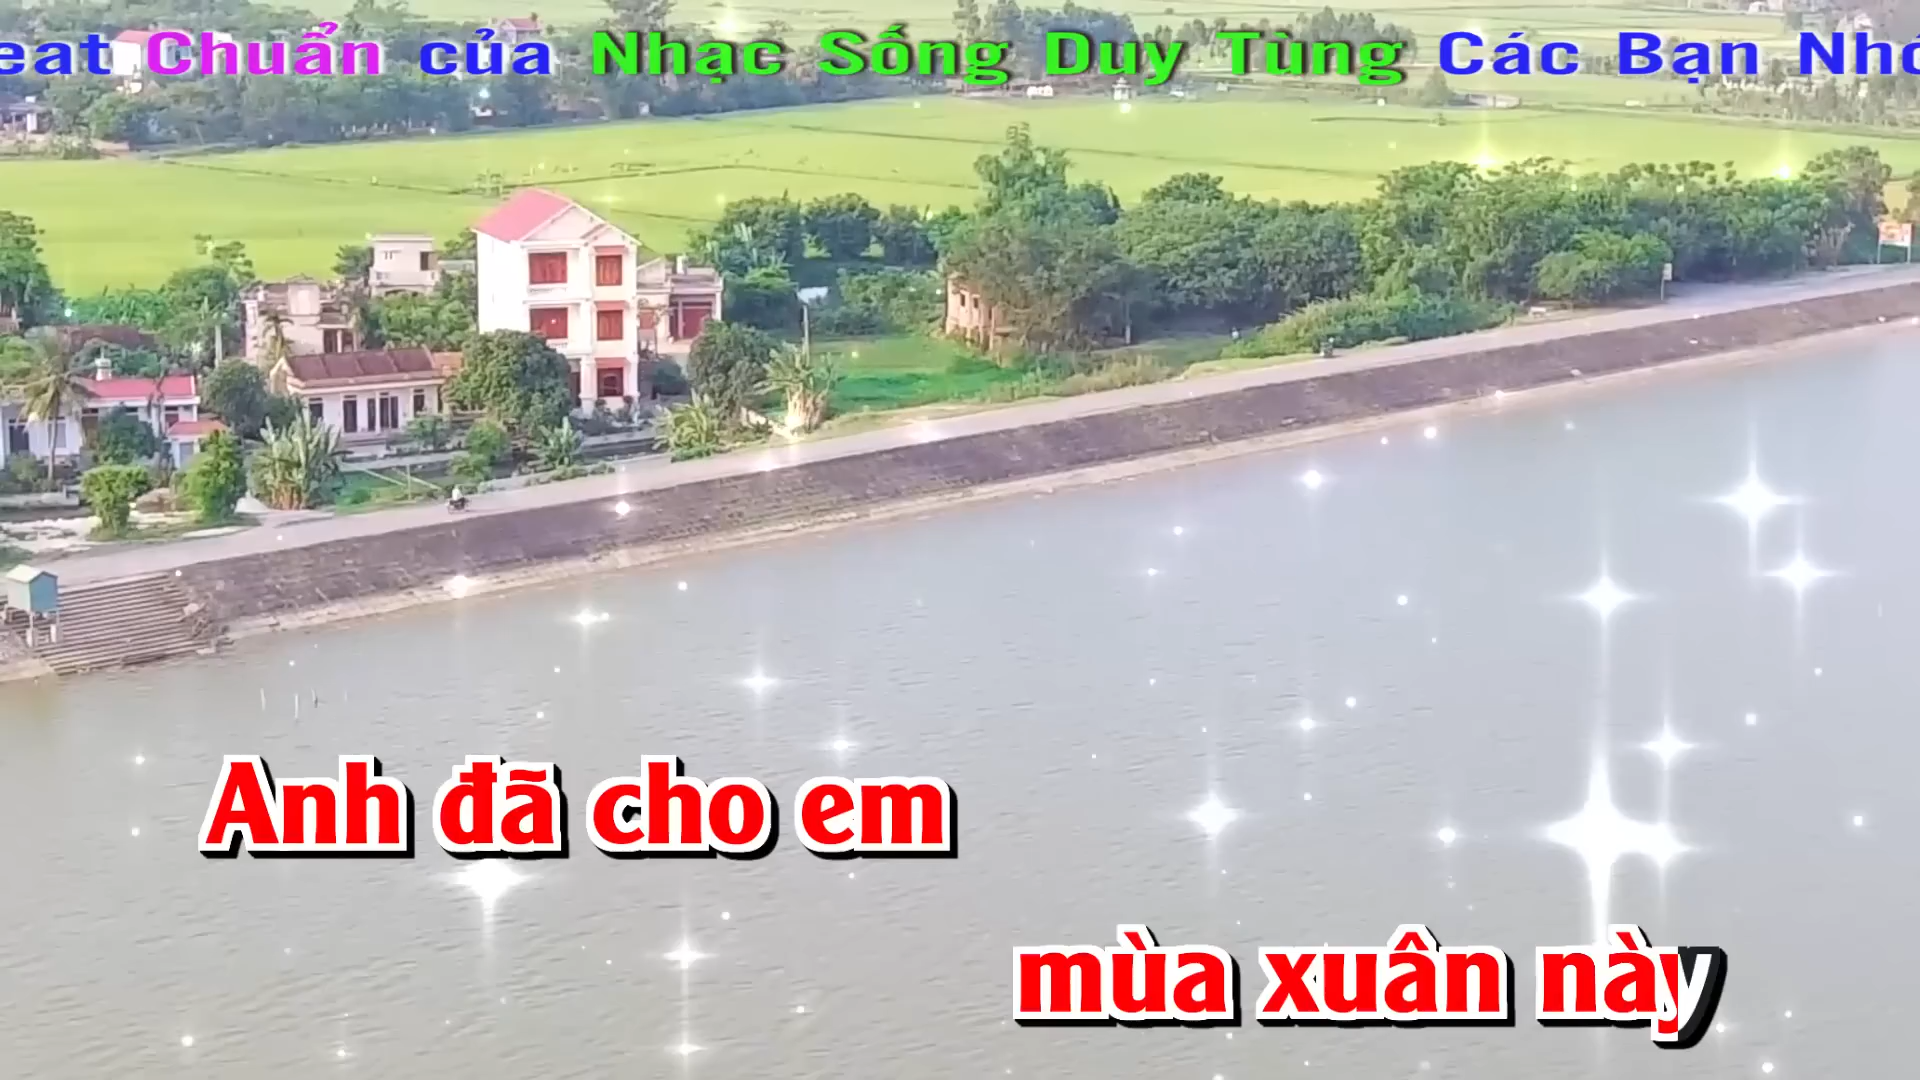 eat Chuẩn của Nhạc Sống Duy Tùng Các Bạn Nhớ
Anh đã cho em
mùa xuân này